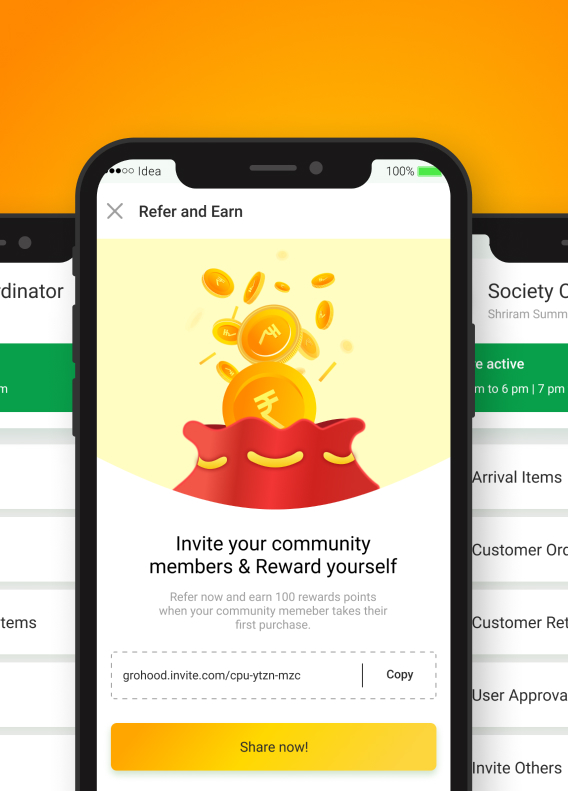 Idea
100%
Refer and Earn
₹
₹
Invite your community
members & Reward yourself
Refer now and earn 100 rewards points
when your community memeber takes their
first purchase.
grohood.invite.com/cpu-ytzn-mzc
Copy
Share now!
dinator
m
tems
Society C
Shriram Summ
e active
m to 6 pm | 7 pm
Arrival Items
Customer Ord
Customer Ret
User Approva
Invite Others